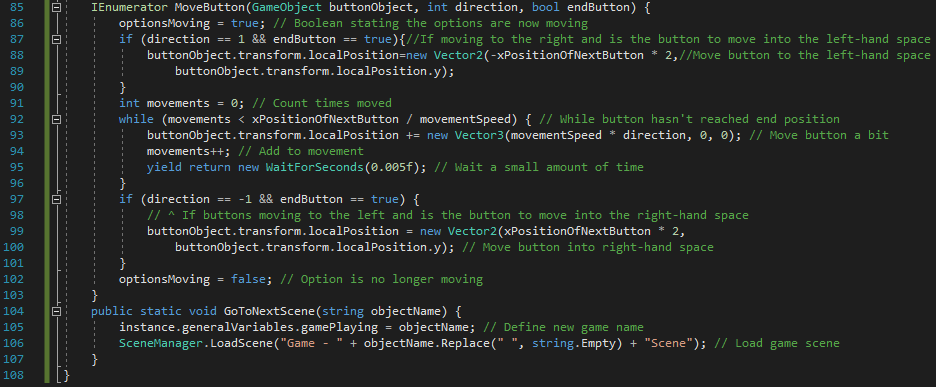 85 IEnumerator MoveButton(GameObject buttonObject, int direction, bool endButton) {
86 optionsMoving = true; // Boolean stating the options are now moving
87 if (direction == 1 && endButton == true){//If moving to the right and is the button to move into the left-hand space
88 buttonObject.transform.localPosition=new Vector2(-xPositionOfNextButton * 2,//Move button to the left-hand space
89 buttonObject.transform.localPosition.y);
90 }
91 int movements = 0; // Count times moved
92 while (movements < xPositionOfNextButton / movementSpeed) { // While button hasn't reached end position
93 buttonObject.transform.localPosition += new Vector3(movementSpeed * direction, 0, 0); // Move button a bit
94 movements++; // Add to movement
95 yield return new WaitForSeconds(0.005f); // Wait a small amount of time
96 }
97 if (direction == -1 && endButton == true) {
98 // ^ If buttons moving to the left and is the button to move into the right-hand space
99 buttonObject.transform.localPosition = new Vector2(xPositionOfNextButton * 2,
100 buttonObject.transform.localPosition.y); // Move button into right-hand space
101 }
102 optionsMoving = false; // Option is no longer moving
103 }
104 public static void GoToNextScene(string objectName) {
105 instance.generalVariables.gamePlaying = objectName; // Define new game name
106 SceneManager.LoadScene("Game - " + objectName.Replace(" ", string.Empty) + "Scene"); // Load game scene
107 }
108 }